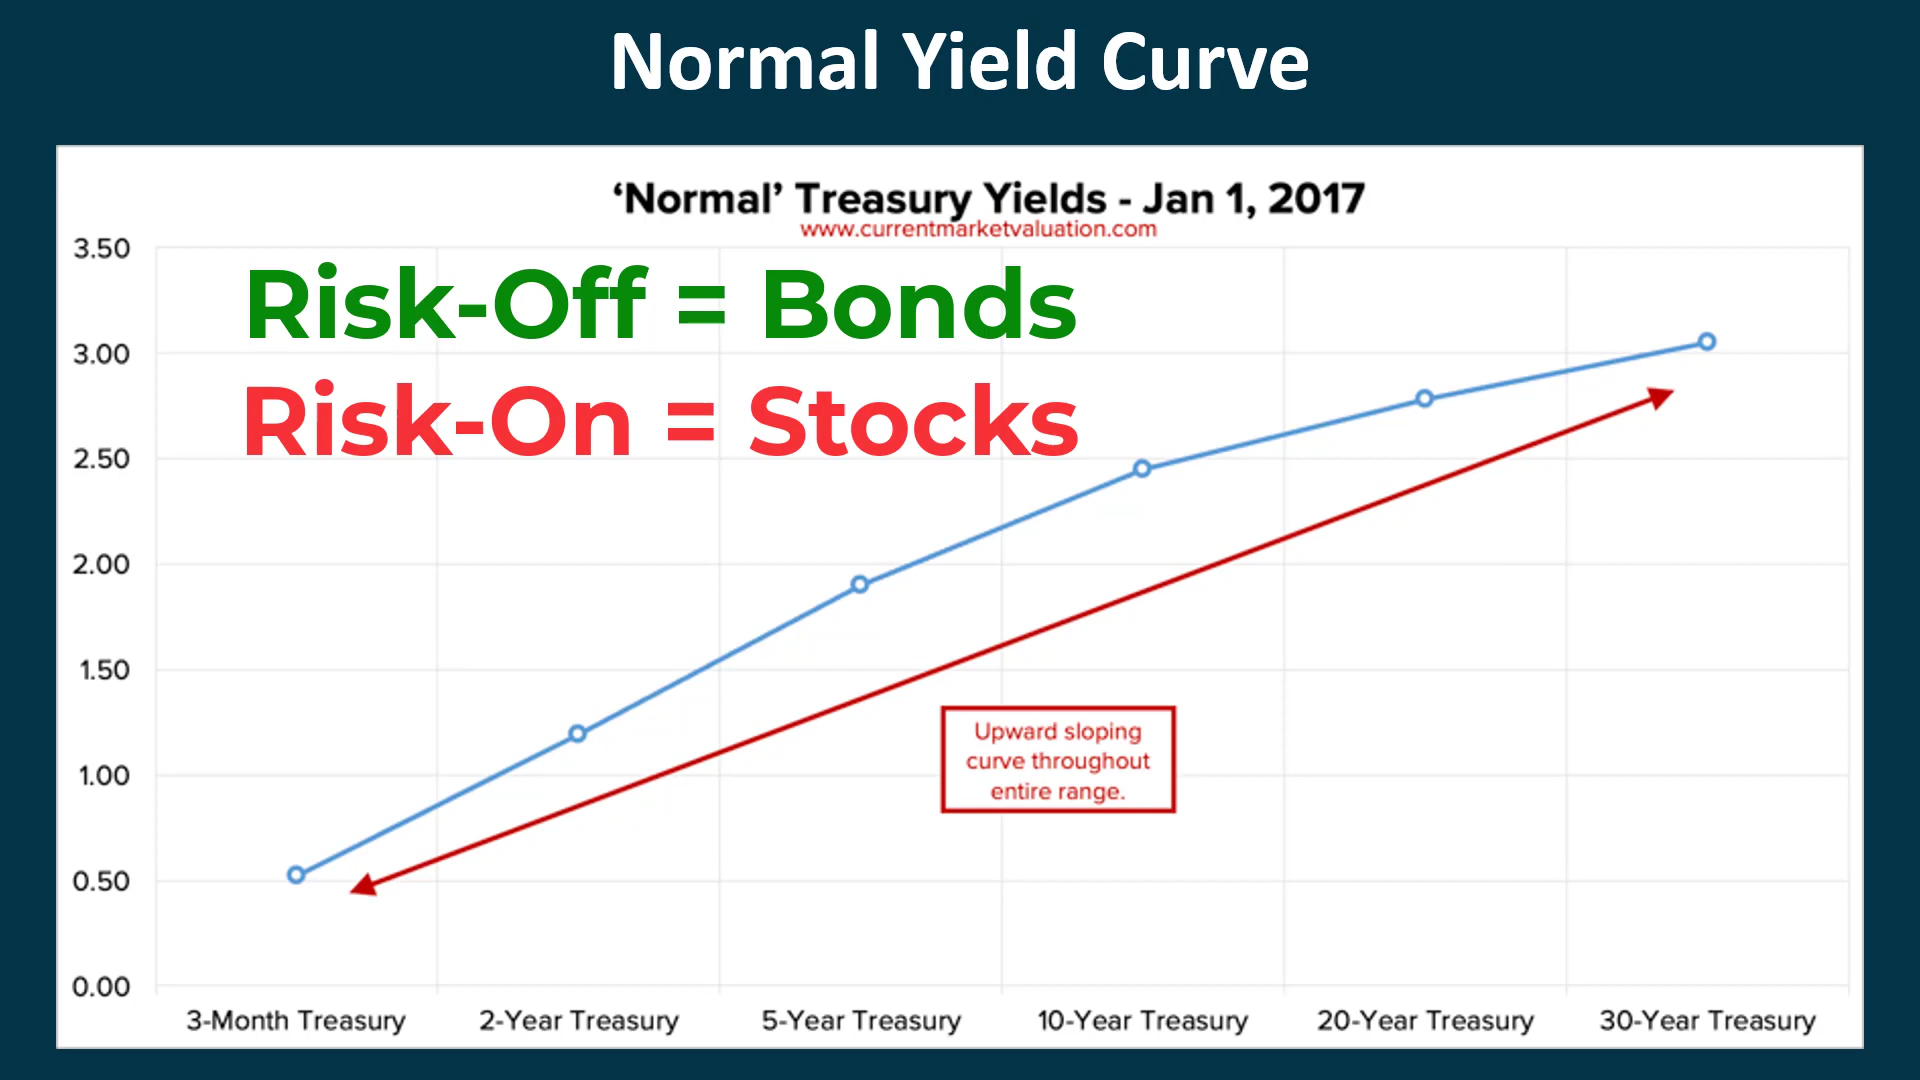 Normal Yield Curve
‘Normal’ Treasury Yields - Jan 1, 2017
www.currentmarketvaluation.com
Risk-Off = Bonds
Risk-On = Stocks
3.50
3.00
2.50
2.00
1.50
1.00
0.50
0.00
Upward sloping
curve throughout
entire range.
3-Month Treasury
2-Year Treasury
5-Year Treasury
10-Year Treasury
20-Year Treasury
30-Year Treasury